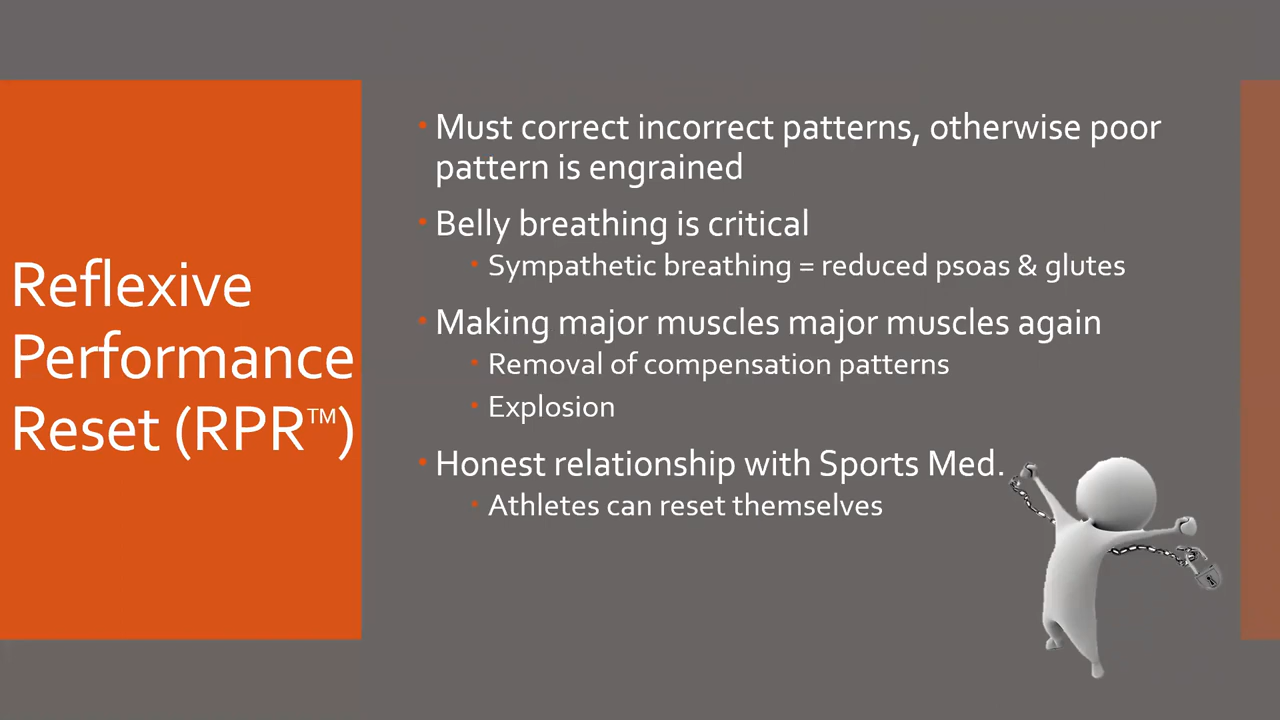 Reflexive
Performance
Reset (RPR™)
• Must correct incorrect patterns, otherwise poor
pattern is engrained
• Belly breathing is critical
• Sympathetic breathing = reduced psoas & glutes
• Making major muscles major muscles again
• Removal of compensation patterns
• Explosion
• Honest relationship with Sports Med.
• Athletes can reset themselves